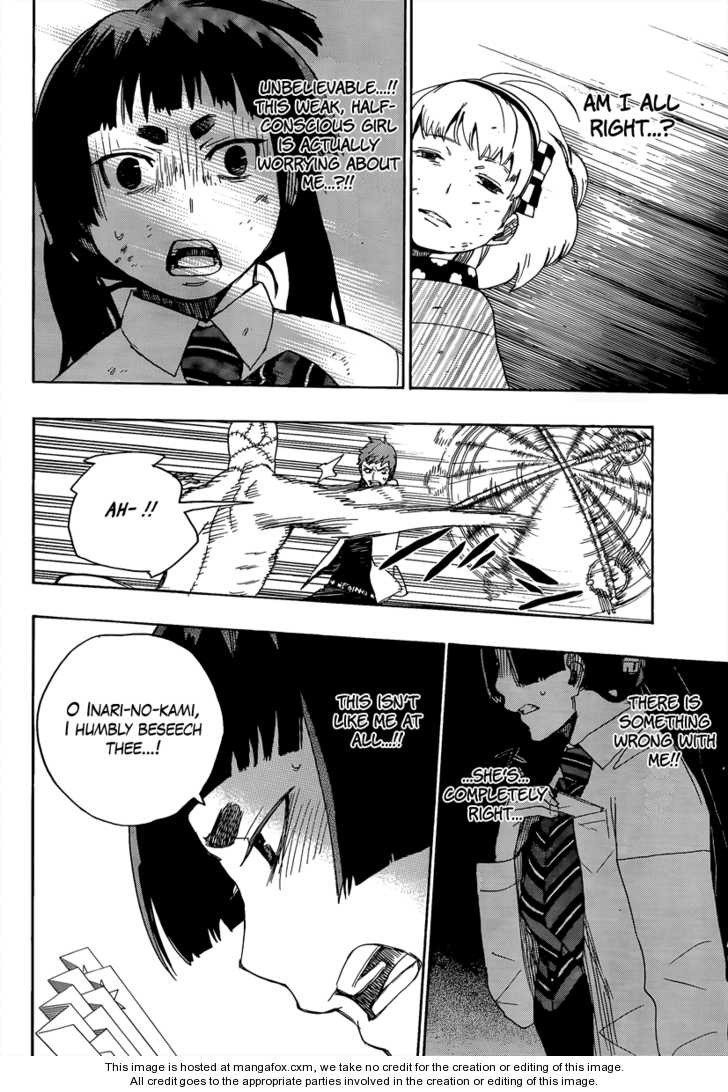 AM I ALL
RIGHT...?
UNBELIEVABLE...!!
THIS WEAK, HALF-
CONSCIOUS GIRL
IS ACTUALLY
WORRYING ABOUT
ME...?!!
AH- !!
THERE IS
SOMETHING
WRONG WITH
ME!!
...SHE'S...
COMPLETELY
RIGHT...
THIS ISN'T
LIKE ME AT
ALL...!!
O INARI-NO-KAMI,
I HUMBLY BESEECH
THEE...!
This image is hosted at mangafox.cxm, we take no credit for the creation or editing of this image.
All credit goes to the appropriate parties involved in the creation or editing of this image.